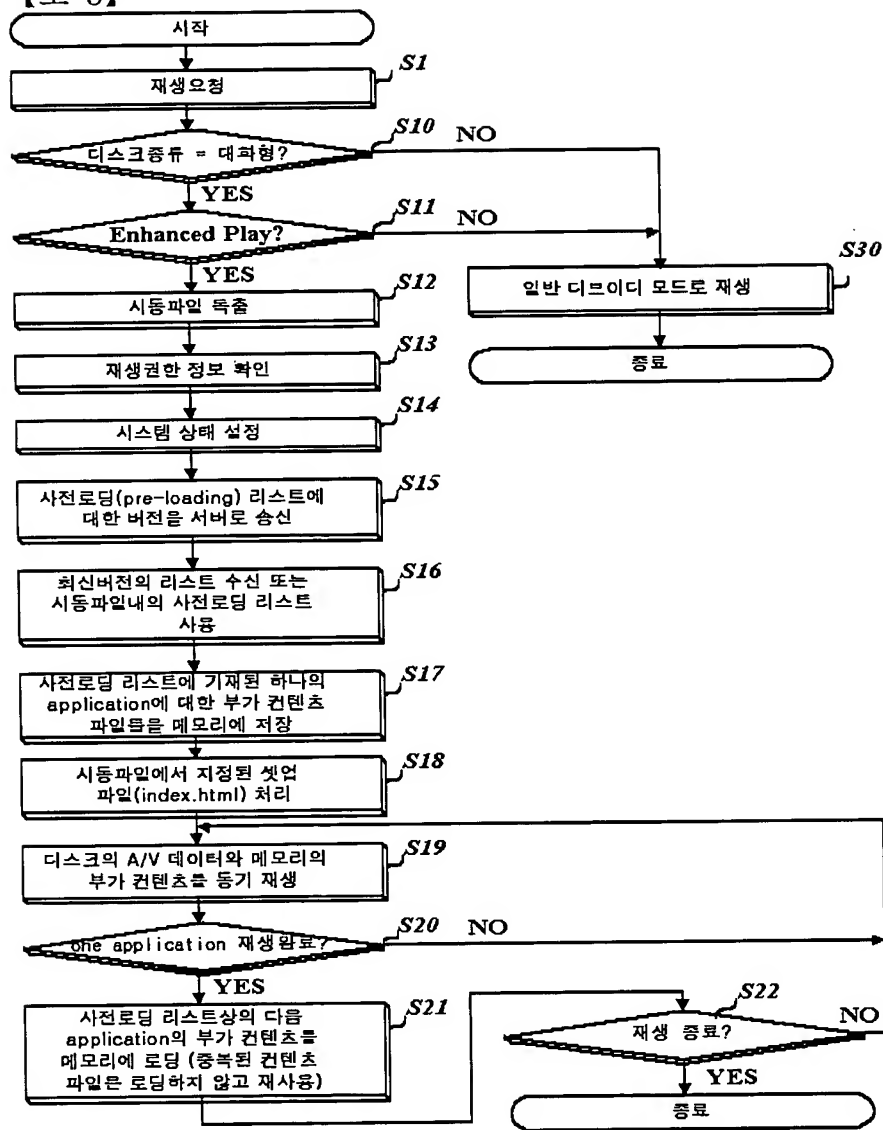 시작
재생요청
S1
디스크종류 = 대화형?
S10
NO
YES
Enhanced Play?
S11
NO
YES
시동파일 독출
S12
일반 디브이디 모드로 재생
S30
재생권한 정보 확인
S13
종료
시스템 상태 설정
S14
사전로딩(pre-loading) 리스트에
대한 버전을 서버로 송신
S15
최신버전의 리스트 수신 또는
시동파일내의 사전로딩 리스트
사용
S16
사전로딩 리스트에 기재된 하나의
application에 대한 부가 컨텐츠
파일들을 메모리에 저장
S17
시동파일에서 지정된 셋업
파일(index.html) 처리
S18
디스크의 A/V 데이터와 메모리의
부가 컨텐츠를 동기 재생
S19
one application 재생완료?
S20
NO
YES
사전로딩 리스트상의 다음
application의 부가 컨텐츠를
메모리에 로딩 (중복된 컨텐츠
파일은 로딩하지 않고 재사용)
S21
재생 종료?
S22
NO
YES
종료